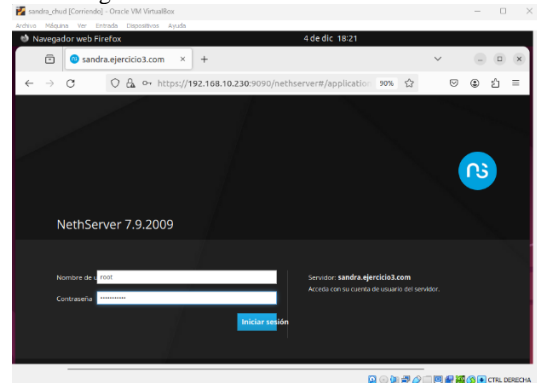 sandra_chud [Corriendo] - Oracle VM VirtualBox
Archivo Máquina Ver Entrada Dispositivos Ayuda
Navegador web Firefox 4 de dic 18:21
sandra.ejercicio3.com
https://192.168.10.230:9090/nethserver#/application 90%
ns
NethServer 7.9.2009
Nombre de u root
Contraseña
Iniciar sesión
Servidor: sandra.ejercicio3.com
Acceda con su cuenta de usuario del servidor.
CTRL DERECHA